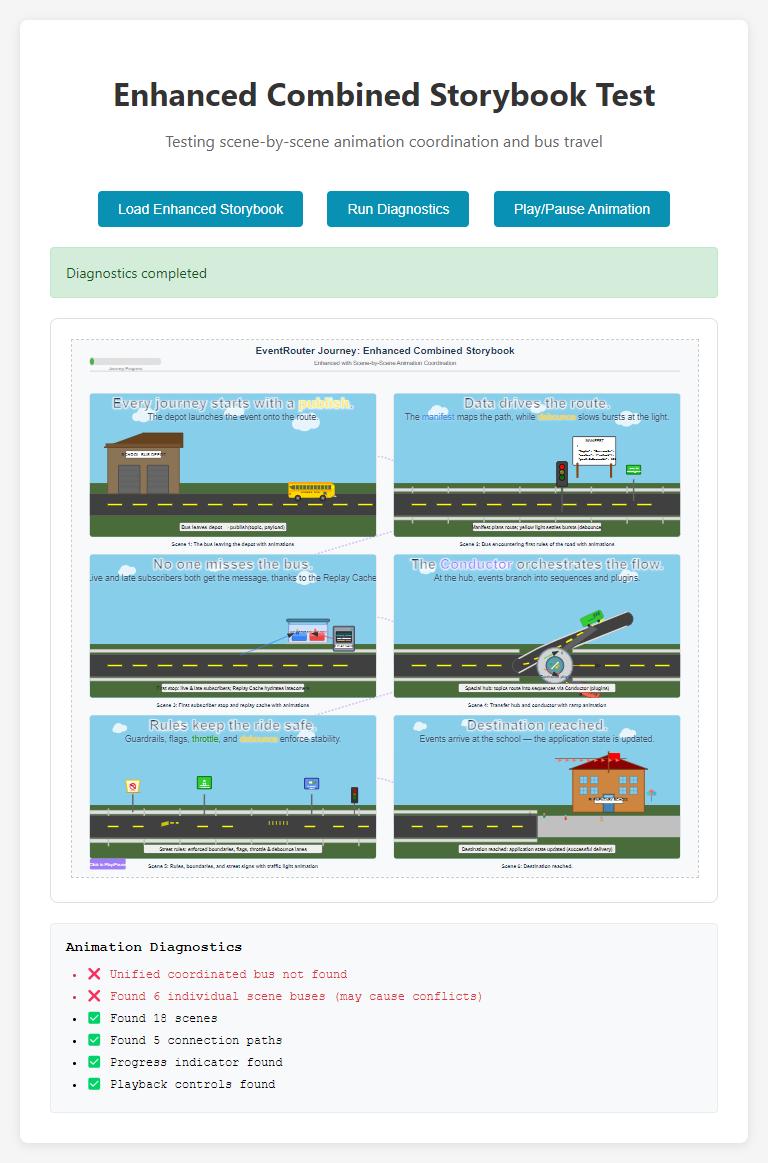 Enhanced Combined Storybook Test
Testing scene-by-scene animation coordination and bus travel
Load Enhanced Storybook
Run Diagnostics
Play/Pause Animation
Diagnostics completed
EventRouter Journey: Enhanced Combined Storybook
Enhanced with Scene-by-Scene Animation Coordination
Journey Progress
Every journey starts with a publish.
The depot launches the event onto the route.
SCHOOL BUS DEPOT
Bus leaves depot → publish(topic, payload)
Scene 1: The bus leaving the depot with animations
Data drives the route.
The manifest maps the path, while debounce slows bursts at the light.
MANIFEST
Manifest plans route; yellow light settles bursts (debounce
Scene 2: Bus encountering first rules of the road with animations
No one misses the bus.
ive and late subscribers both get the message, thanks to the Replay Cache
First stop: live & late subscribers; Replay Cache hydrates latecomers
Scene 3: First subscriber stop and replay cache with animations
The Conductor orchestrates the flow.
At the hub, events branch into sequences and plugins.
Special hub: topics route into sequences via Conductor (plugins)
Scene 4: Transfer hub and conductor with ramp animations
Rules keep the ride safe.
Guardrails, flags, throttle, and debounce enforce stability.
Street rules: enforced boundaries, flags, throttle & debounce lanes
Click to Play/Pause
Scene 5: Rules, boundaries, and street signs with traffic light animation
Destination reached.
Events arrive at the school — the application state is updated.
Destination reached: application state updated (successful delivery)
Scene 6: Destination reached.
Animation Diagnostics
❌ Unified coordinated bus not found
❌ Found 6 individual scene buses (may cause conflicts)
✅ Found 18 scenes
✅ Found 5 connection paths
✅ Progress indicator found
✅ Playback controls found